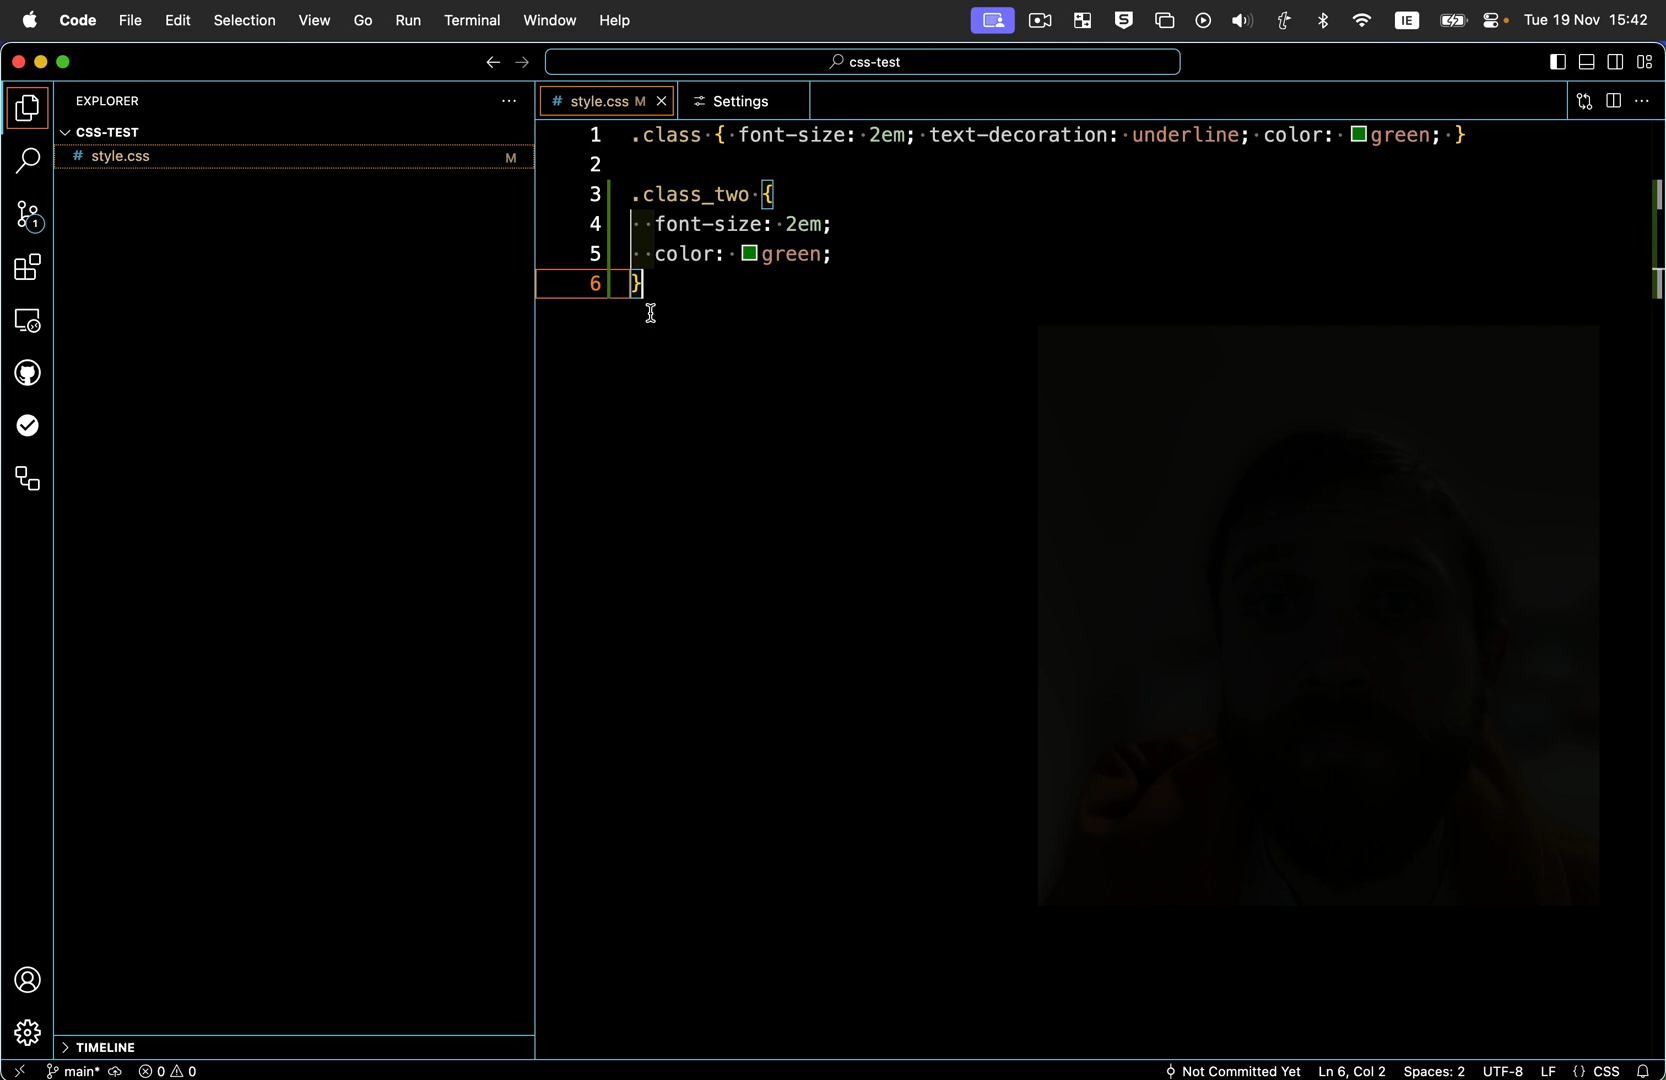 Code File Edit Selection View Go Run Terminal Window Help IE Tue 19 Nov 15:42
css-test
EXPLORER
CSS-TEST
# style.css M
1
TIMELINE
# style.css M
Settings
1 .class { font-size: 2em; text-decoration: underline; color: green; }
2
3 .class_two {
4 font-size: 2em;
5 color: green;
6 }
main* 0 0 Not Committed Yet Ln 6, Col 2 Spaces: 2 UTF-8 LF {} CSS